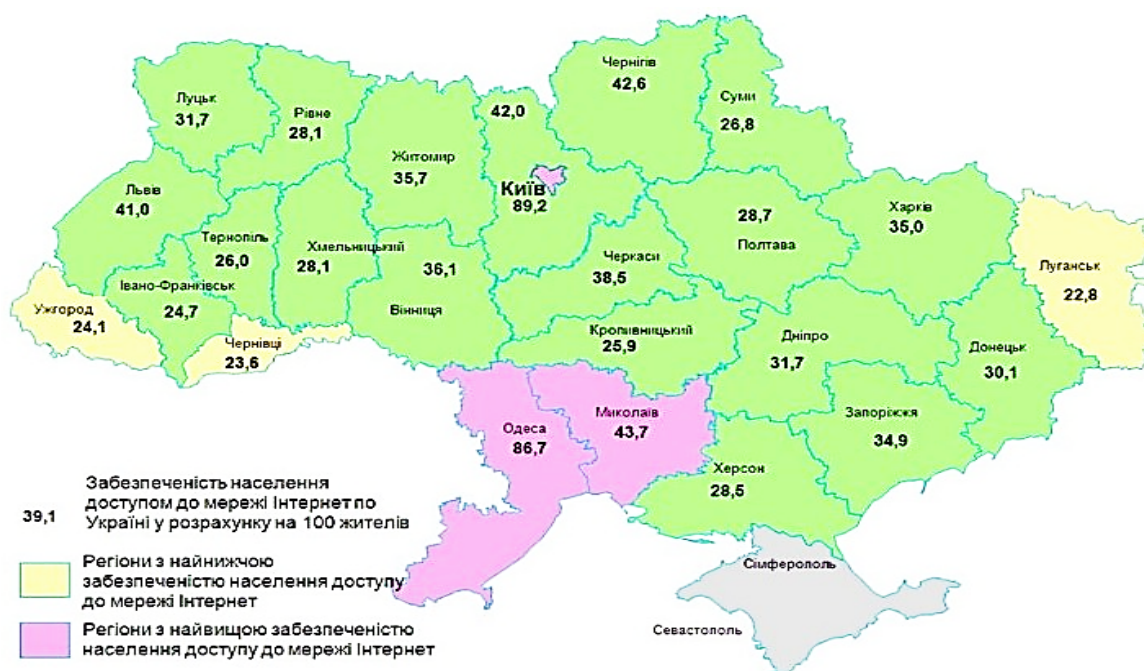 Чернігів
42,6
Суми
26,8
Луцьк
31,7
Рівне
28,1
42,0
Житомир
35,7
Київ
89,2
Львів
41,0
Тернопіль
26,0
Хмельницький
28,1
36,1
Вінниця
Черкаси
38,5
28,7
Полтава
Харків
35,0
Луганськ
22,8
Івано-Франківськ
24,7
Ужгород
24,1
Чернівці
23,6
Кропивницький
25,9
Дніпро
31,7
Донецьк
30,1
Одеса
86,7
Миколаїв
43,7
Запоріжжя
34,9
Херсон
28,5
Сімферополь
Севастополь
39,1
Забезпеченість населення
доступом до мережі Інтернет по
Україні у розрахунку на 100 жителів
Регіони з найнижчою
забезпеченістю населення доступу
до мережі Інтернет
Регіони з найвищою забезпеченістю
населення доступу до мережі Інтернет